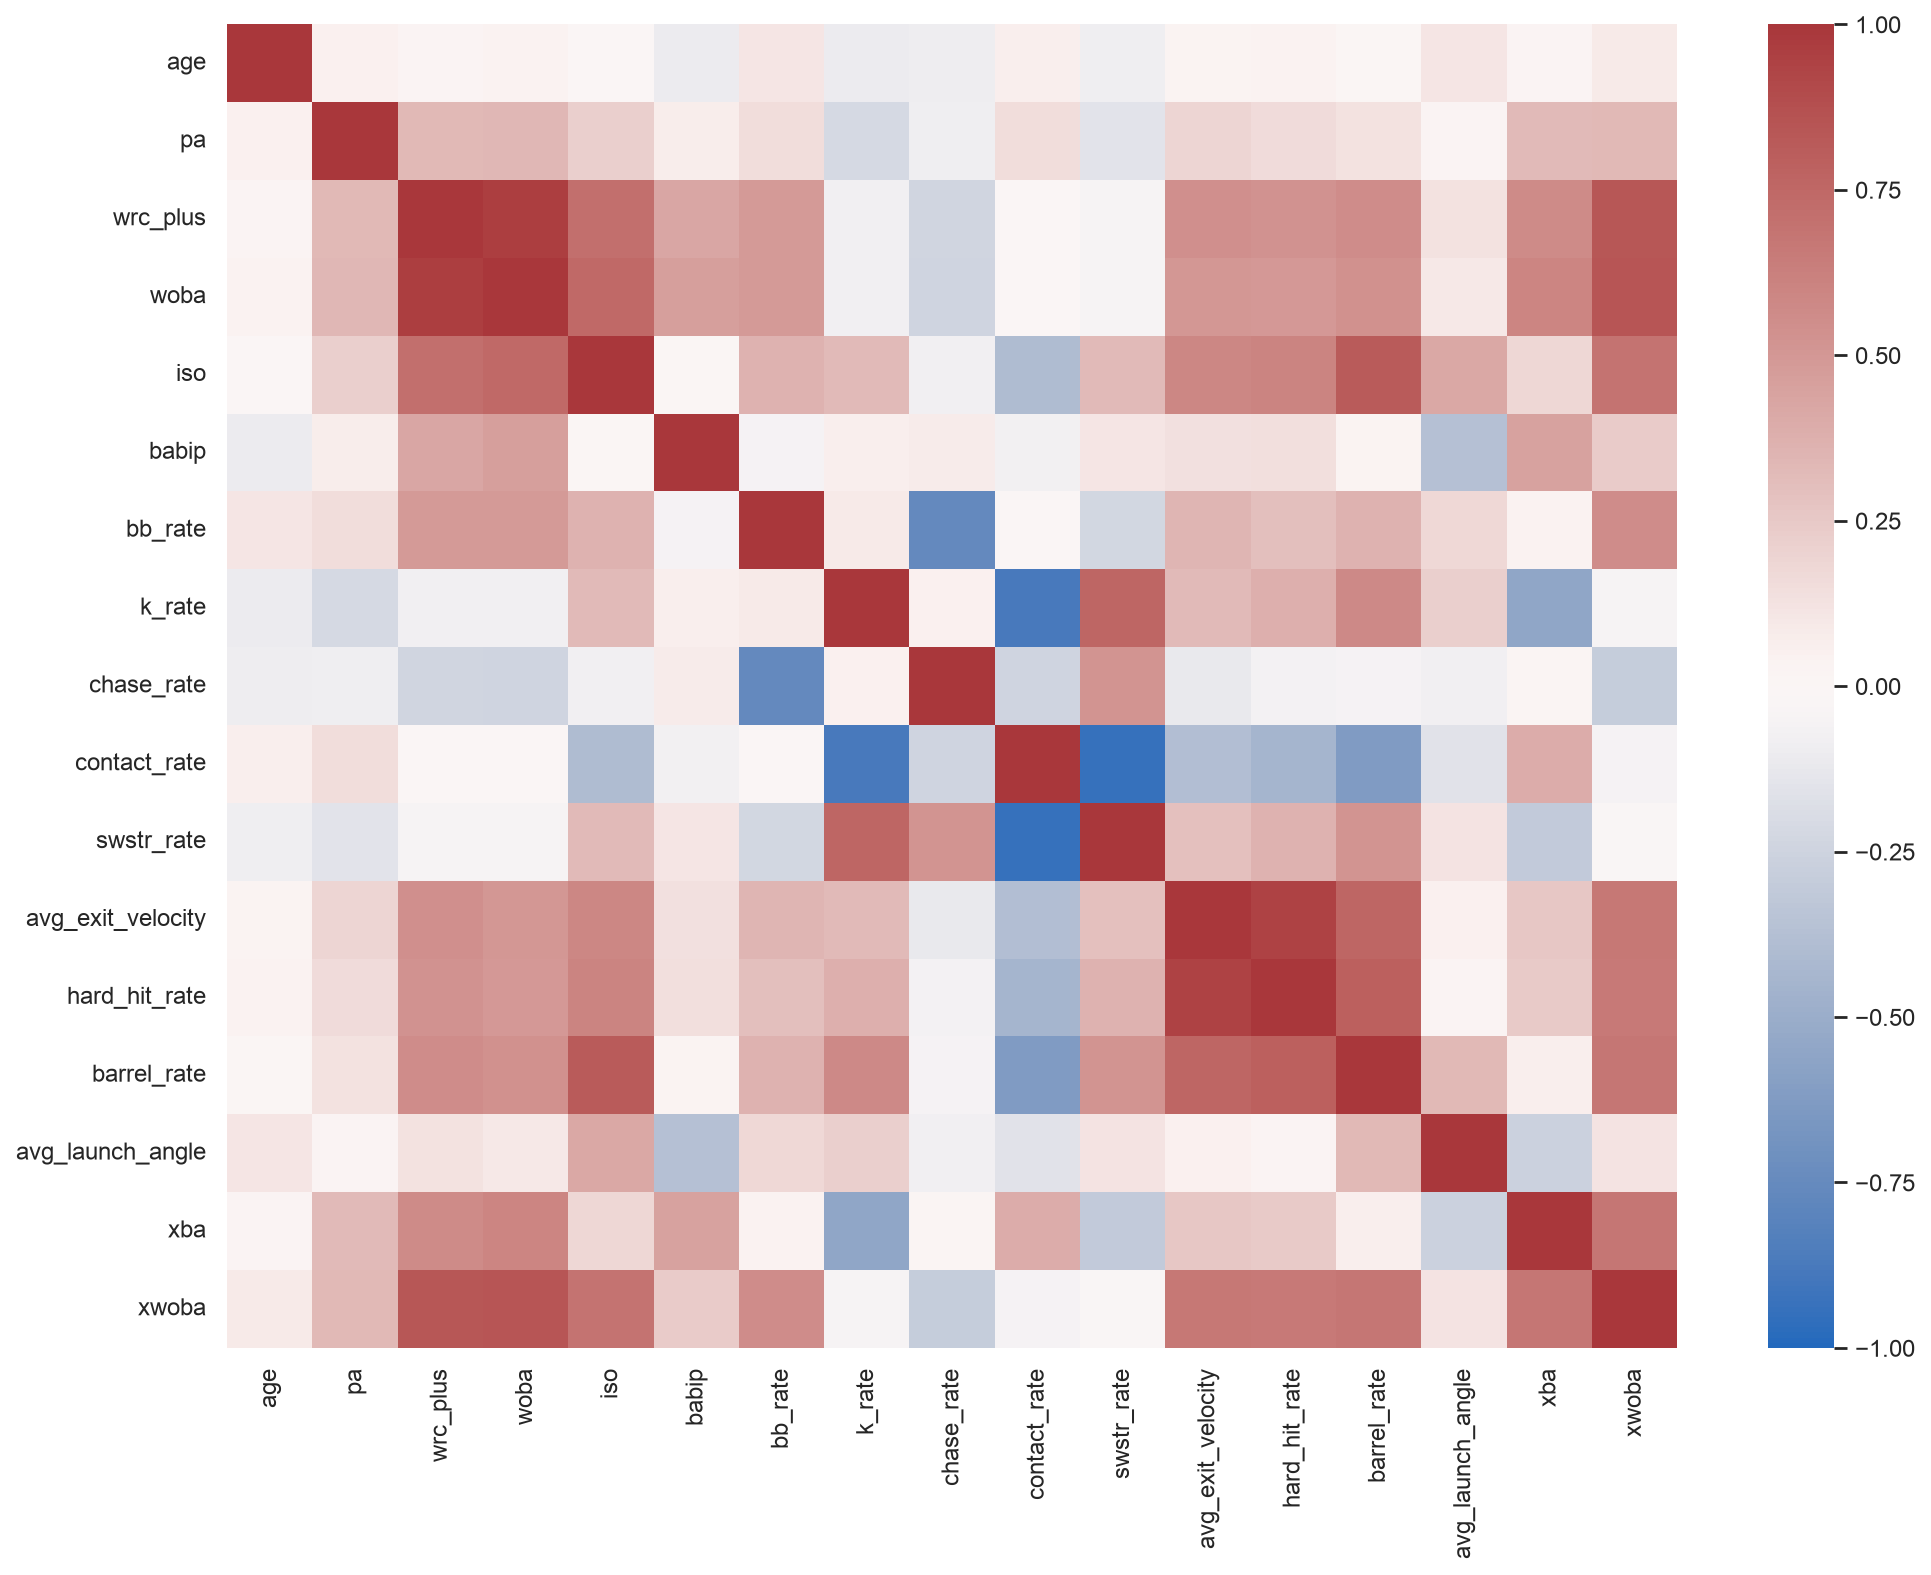 age
pa
wrc_plus
woba
iso
babip
bb_rate
k_rate
chase_rate
contact_rate
swstr_rate
avg_exit_velocity
hard_hit_rate
barrel_rate
avg_launch_angle
xba
xwoba
age
pa
wrc_plus
woba
iso
babip
bb_rate
k_rate
chase_rate
contact_rate
swstr_rate
avg_exit_velocity
hard_hit_rate
barrel_rate
avg_launch_angle
xba
xwoba
1.00
0.75
0.50
0.25
0.00
−0.25
−0.50
−0.75
−1.00